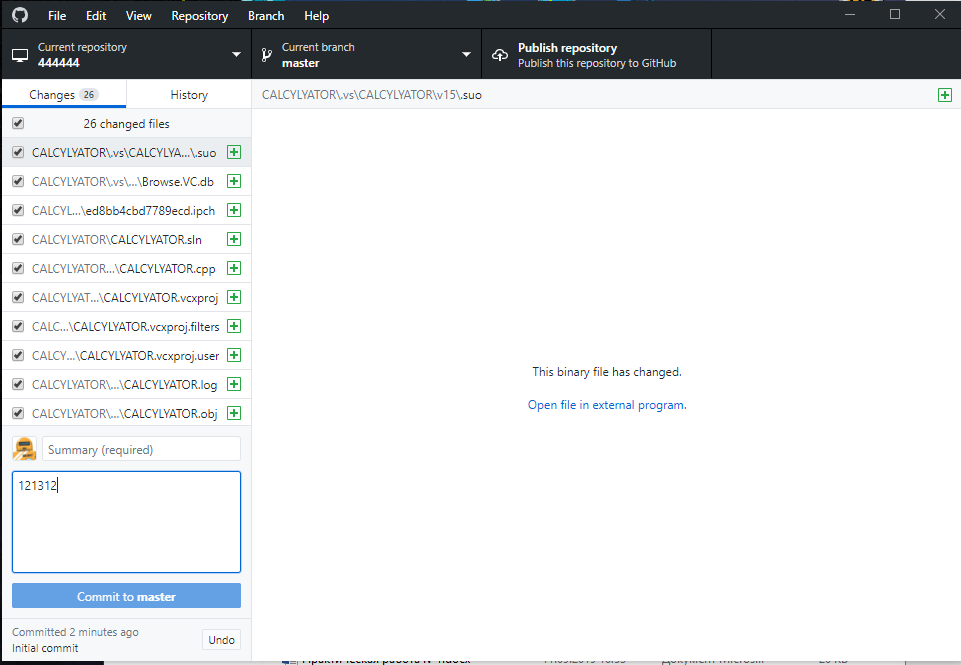 File Edit View Repository Branch Help
Current repository
444444
Current branch
master
Publish repository
Publish this repository to GitHub
Changes 26
History
CALCYLYATOR\.vs\CALCYLYATOR\v15\.suo
26 changed files
CALCYLYATOR\.vs\CALCYLYA...\.suo
CALCYLYATOR\.vs\...\Browse.VC.db
CALCYL...\ed8bb4cbd7789ecd.ipch
CALCYLYATOR\CALCYLYATOR.sln
CALCYLYATOR...\CALCYLYATOR.cpp
CALCYLYAT...\CALCYLYATOR.vcxproj
CALC...\CALCYLYATOR.vcxproj.filters
CALCY...\CALCYLYATOR.vcxproj.user
CALCYLYATOR\...\CALCYLYATOR.log
CALCYLYATOR\...\CALCYLYATOR.obj
This binary file has changed.
Open file in external program.
Summary (required)
121312
Commit to master
Committed 2 minutes ago
Initial commit
Undo